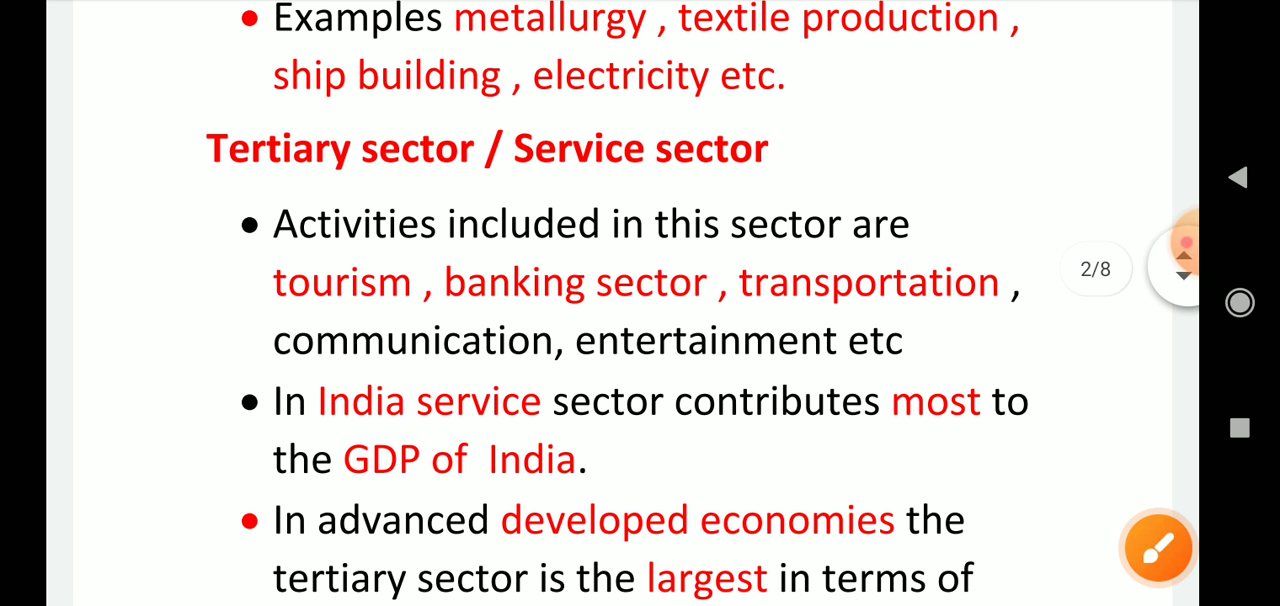 Examples metallurgy , textile production ,
ship building , electricity etc.
Tertiary sector / Service sector
• Activities included in this sector are
tourism , banking sector , transportation ,
communication, entertainment etc
• In India service sector contributes most to
the GDP of  India.
• In advanced developed economies the
tertiary sector is the largest in terms of
2/8